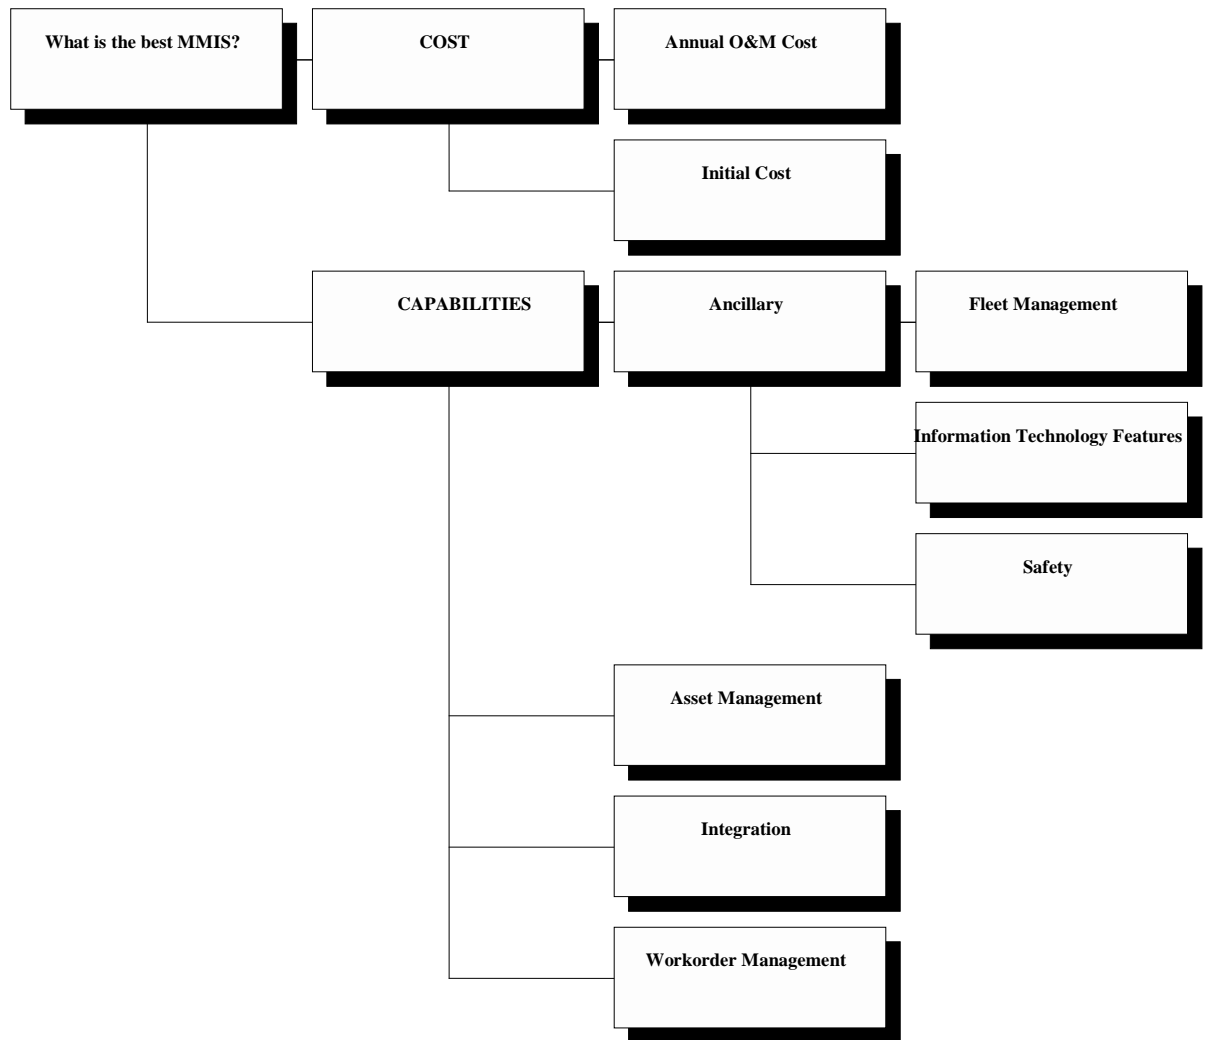 What is the best MMIS?
COST
Annual O&M Cost
Initial Cost
CAPABILITIES
Ancillary
Fleet Management
Information Technology Features
Safety
Asset Management
Integration
Workorder Management